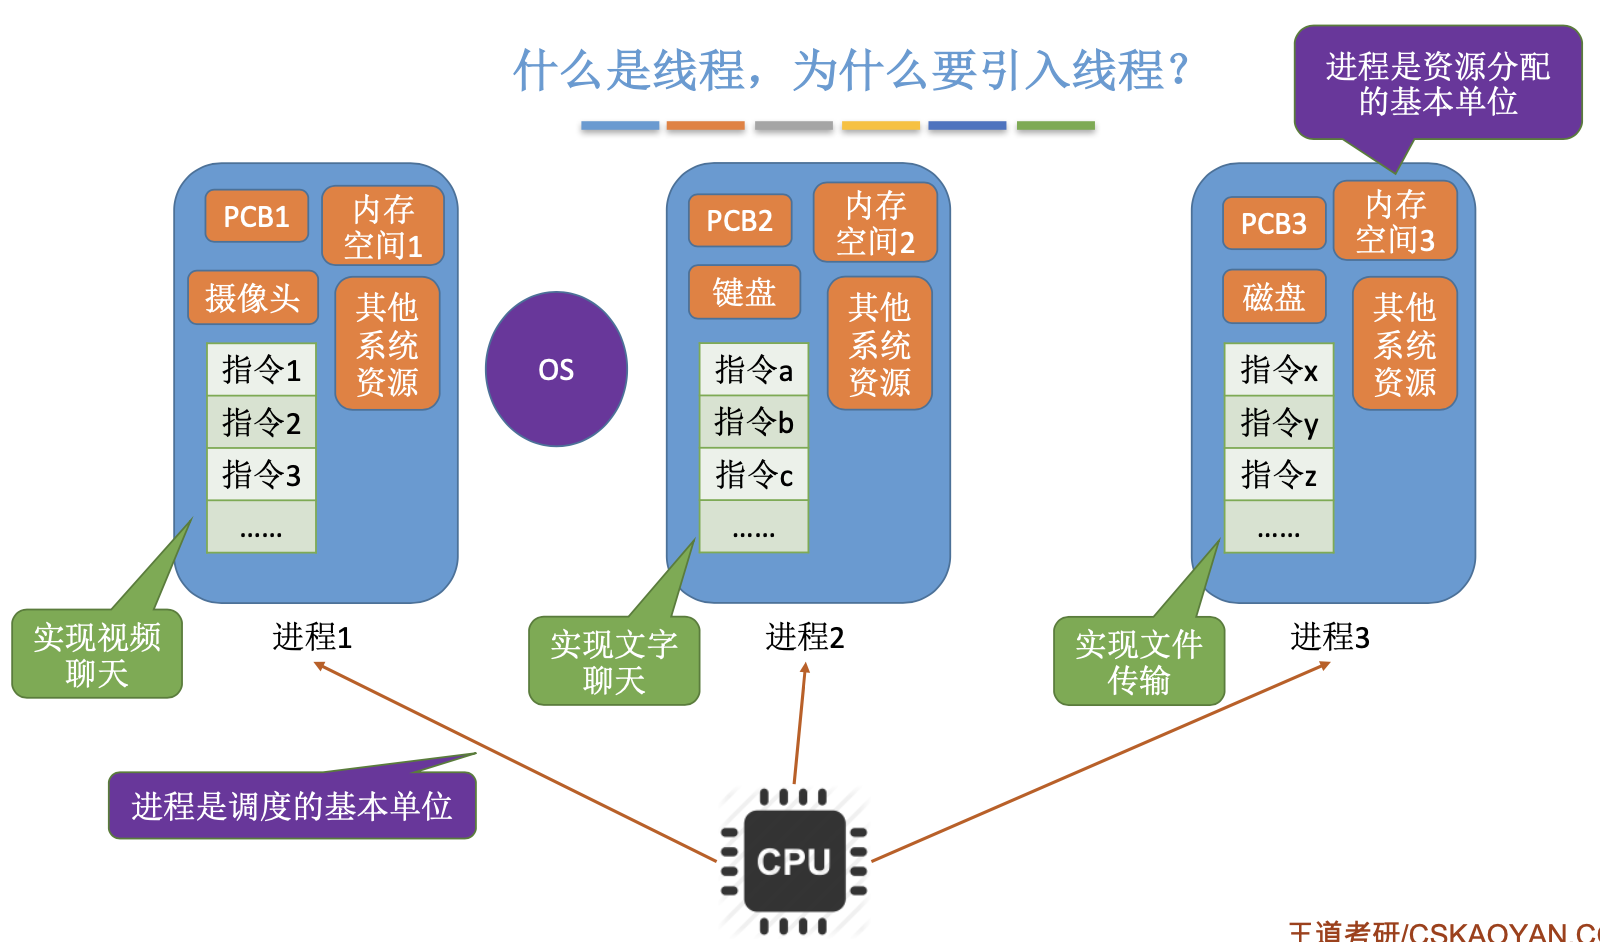 什么是线程，为什么要引入线程？
进程是资源分配
的基本单位
PCB1
内存
空间1
摄像头
其他
系统
资源
指令1
指令2
指令3
......
实现视频
聊天
进程1
OS
PCB2
内存
空间2
键盘
其他
系统
资源
指令a
指令b
指令c
......
实现文字
聊天
进程2
PCB3
内存
空间3
磁盘
其他
系统
资源
指令x
指令y
指令z
......
实现文件
传输
进程3
进程是调度的基本单位
CPU
王道考研/CSKAOYAN.C